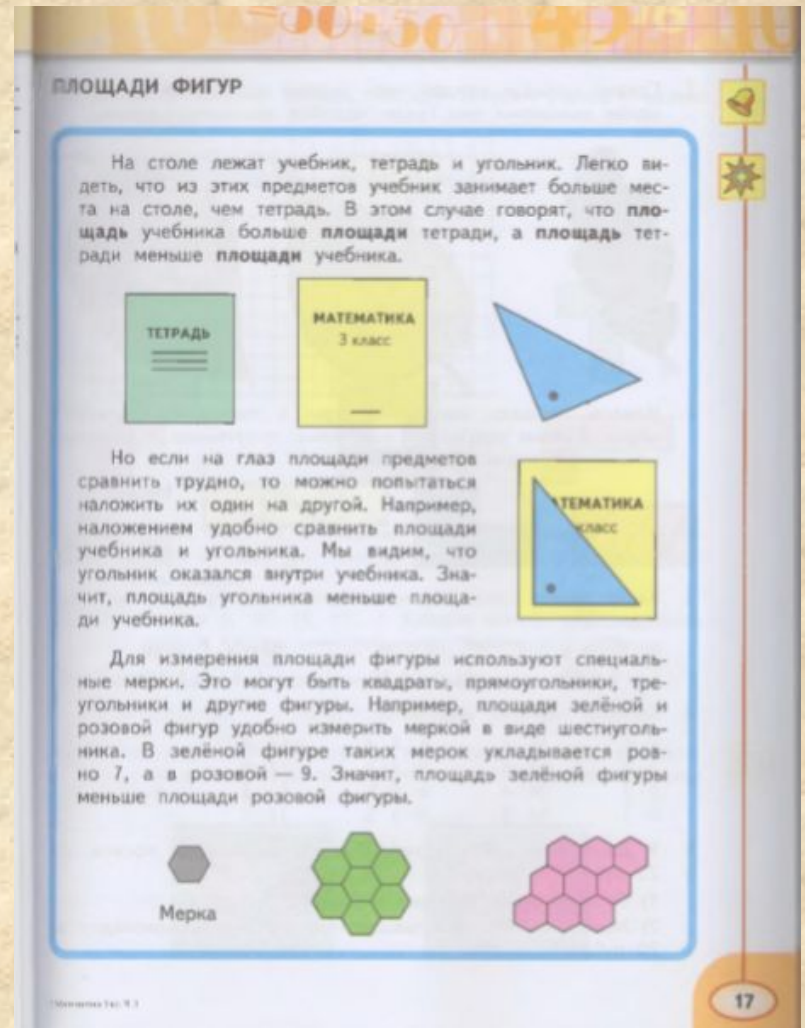 ПЛОЩАДИ ФИГУР
На столе лежат учебник, тетрадь и угольник. Легко ви-
деть, что из этих предметов учебник занимает больше мес-
та на столе, чем тетрадь. В этом случае говорят, что пло-
щадь учебника больше площади тетради, а площадь тет-
ради меньше площади учебника.
ТЕТРАДЬ
МАТЕМАТИКА
3 класс
Но если на глаз площади предметов
сравнить трудно, то можно попытаться
наложить их один на другой. Например,
наложением удобно сравнить площади
учебника и угольника. Мы видим, что
угольник оказался внутри учебника. Зна-
чит, площадь угольника меньше площа-
ди учебника.
ТЕМАТИКА
класс
Для измерения площади фигуры используют специаль-
ные мерки. Это могут быть квадраты, прямоугольники, тре-
угольники и другие фигуры. Например, площади зелёной и
розовой фигур удобно измерить меркой в виде шестиуголь-
ника. В зелёной фигуре таких мерок укладывается ров-
но 7, а в розовой — 9. Значит, площадь зелёной фигуры
меньше площади розовой фигуры.
Мерка
17